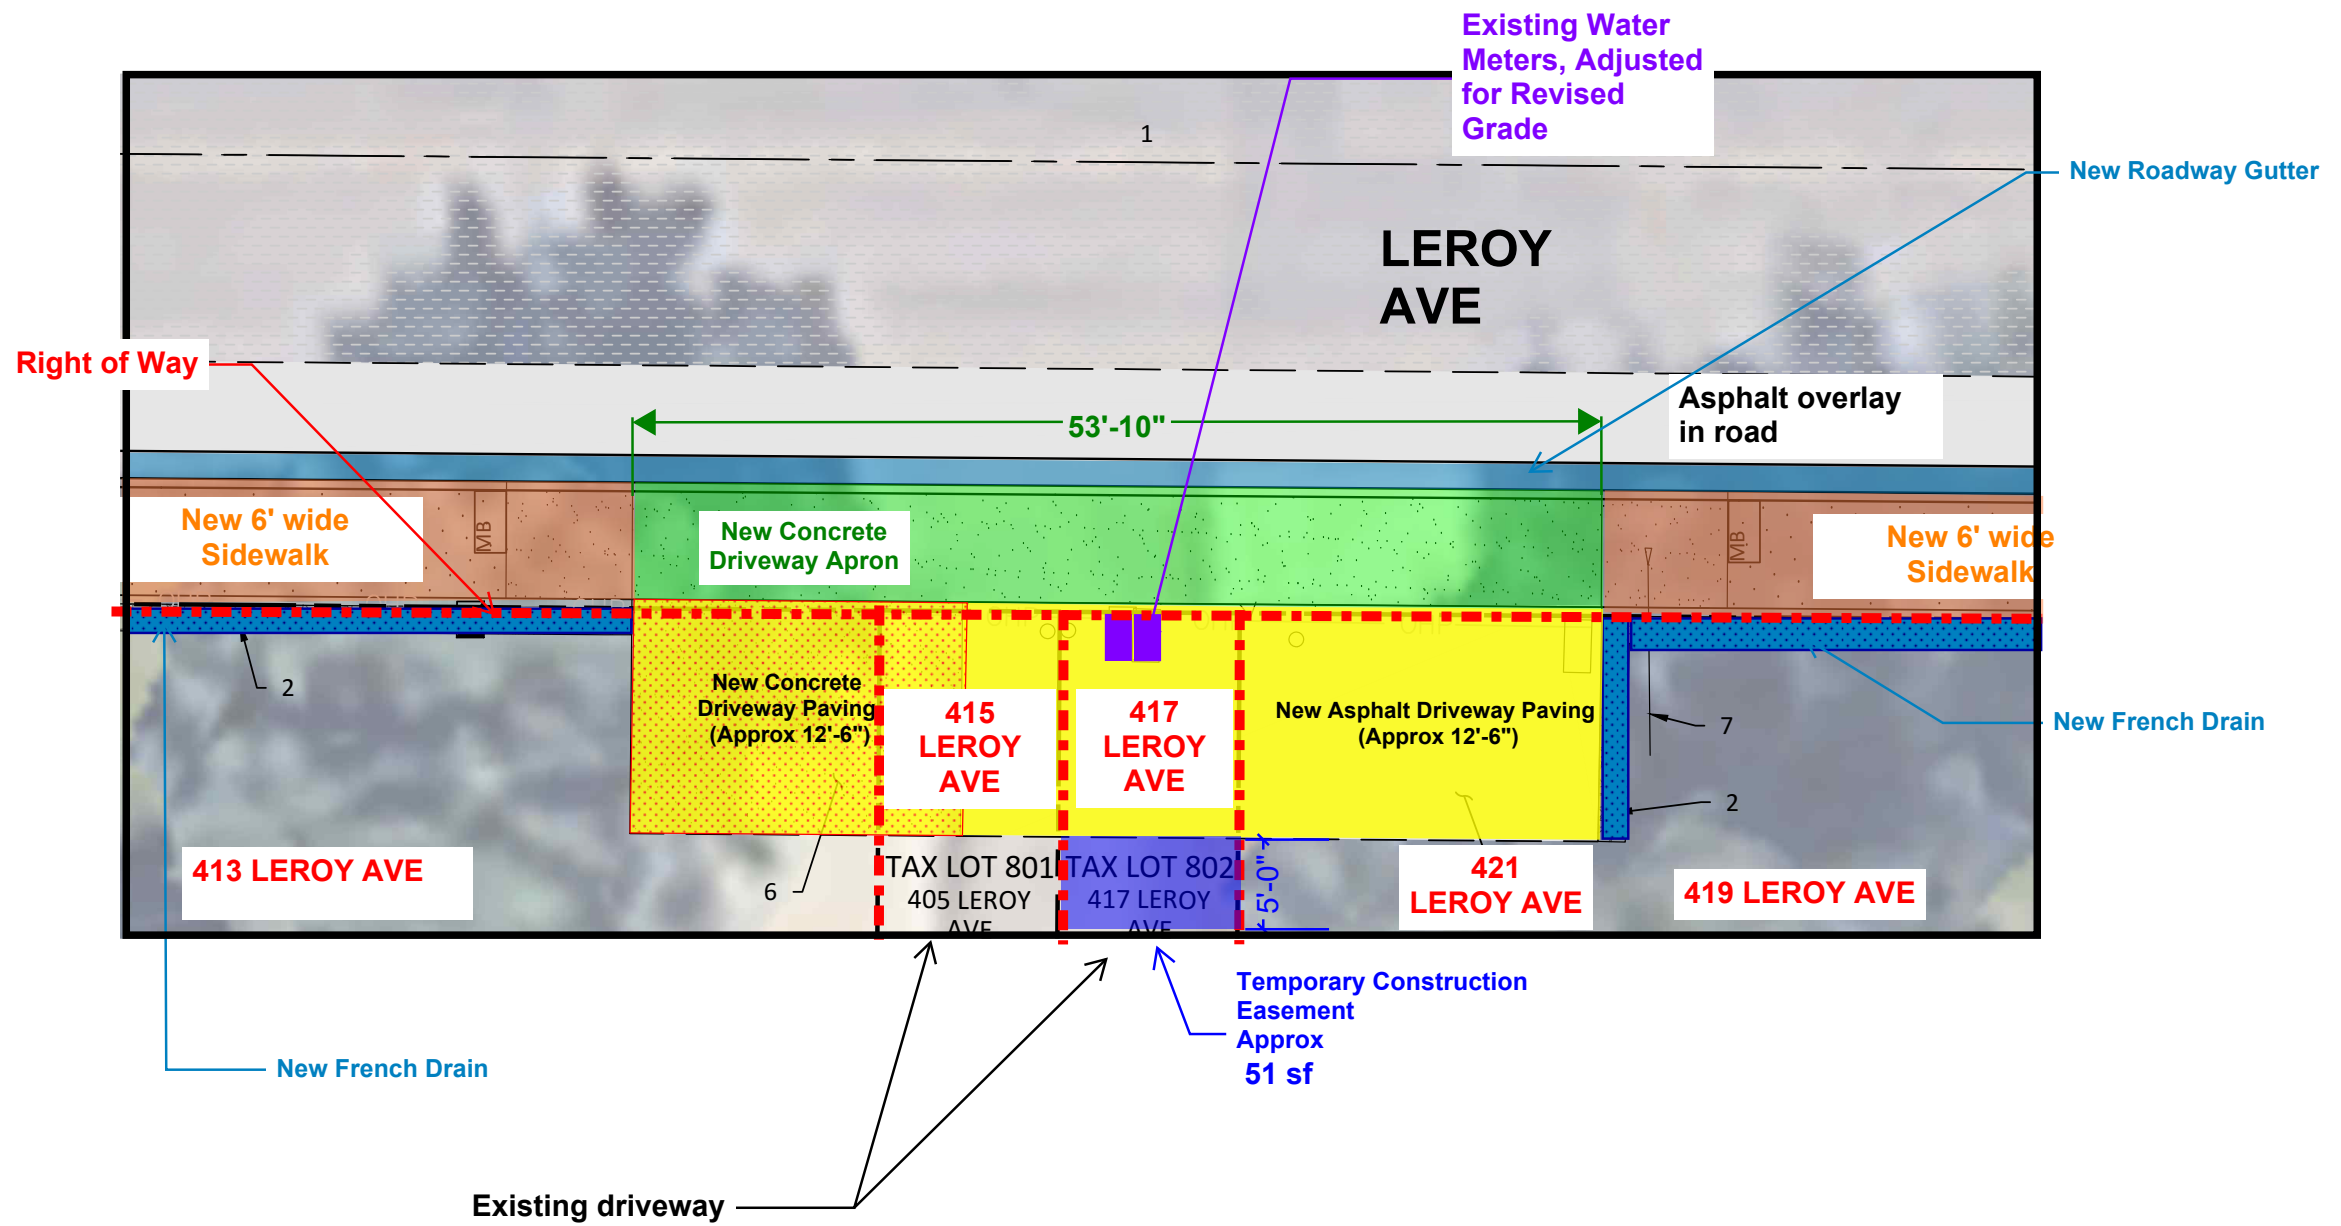 Existing Water
Meters, Adjusted
for Revised
Grade
1
New Roadway Gutter
LEROY
AVE
Right of Way
Asphalt overlay
in road
53'-10"
New 6' wide
Sidewalk
MB
New Concrete
Driveway Apron
MB
New 6' wide
Sidewalk
2
New Concrete
Driveway Paving
(Approx 12'-6")
415
LEROY
AVE
417
LEROY
AVE
New Asphalt Driveway Paving
(Approx 12'-6")
7
New French Drain
2
413 LEROY AVE
6
TAX LOT 801
405 LEROY
AVE
TAX LOT 802
417 LEROY
AVE
5'-0"
421
LEROY AVE
419 LEROY AVE
Temporary Construction
Easement
Approx
51 sf
New French Drain
Existing driveway